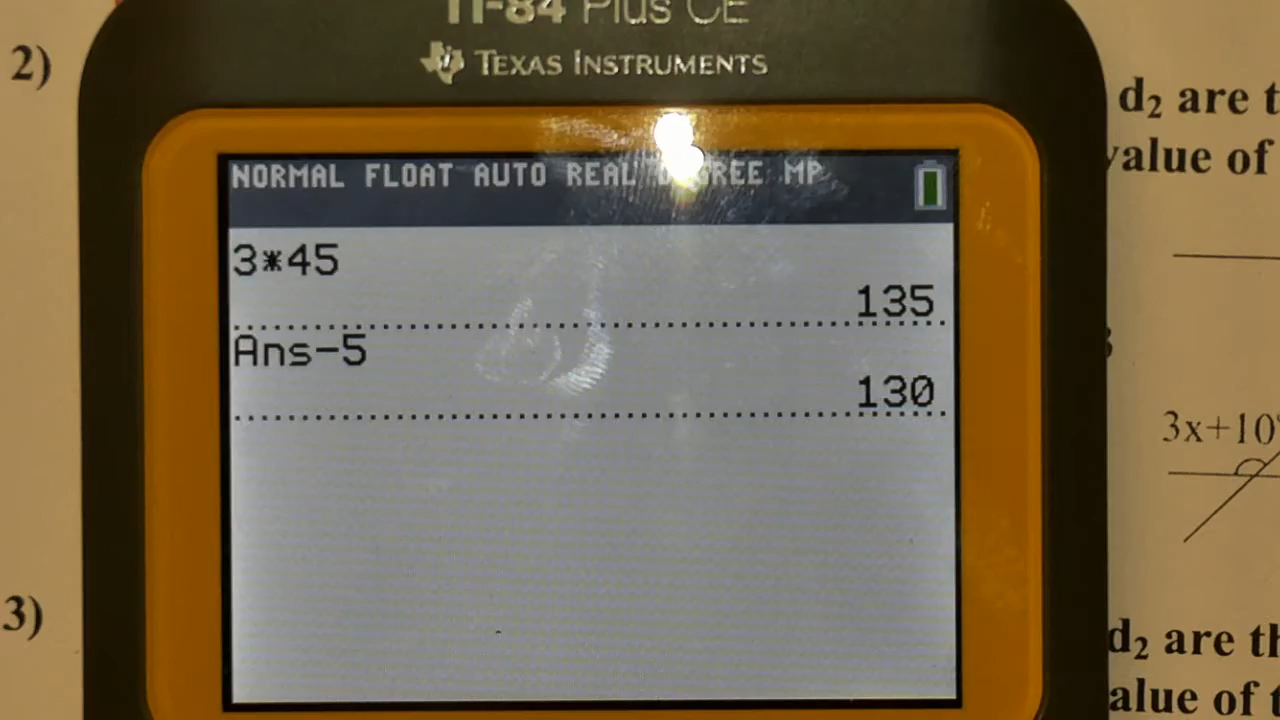 TI-84 Plus CE
TEXAS INSTRUMENTS
2)
d₂ are t
value of
NORMAL FLOAT AUTO REAL DEGREE MP
3*45
135
Ans-5
130
3x+10
3)
d₂ are th
alue of t